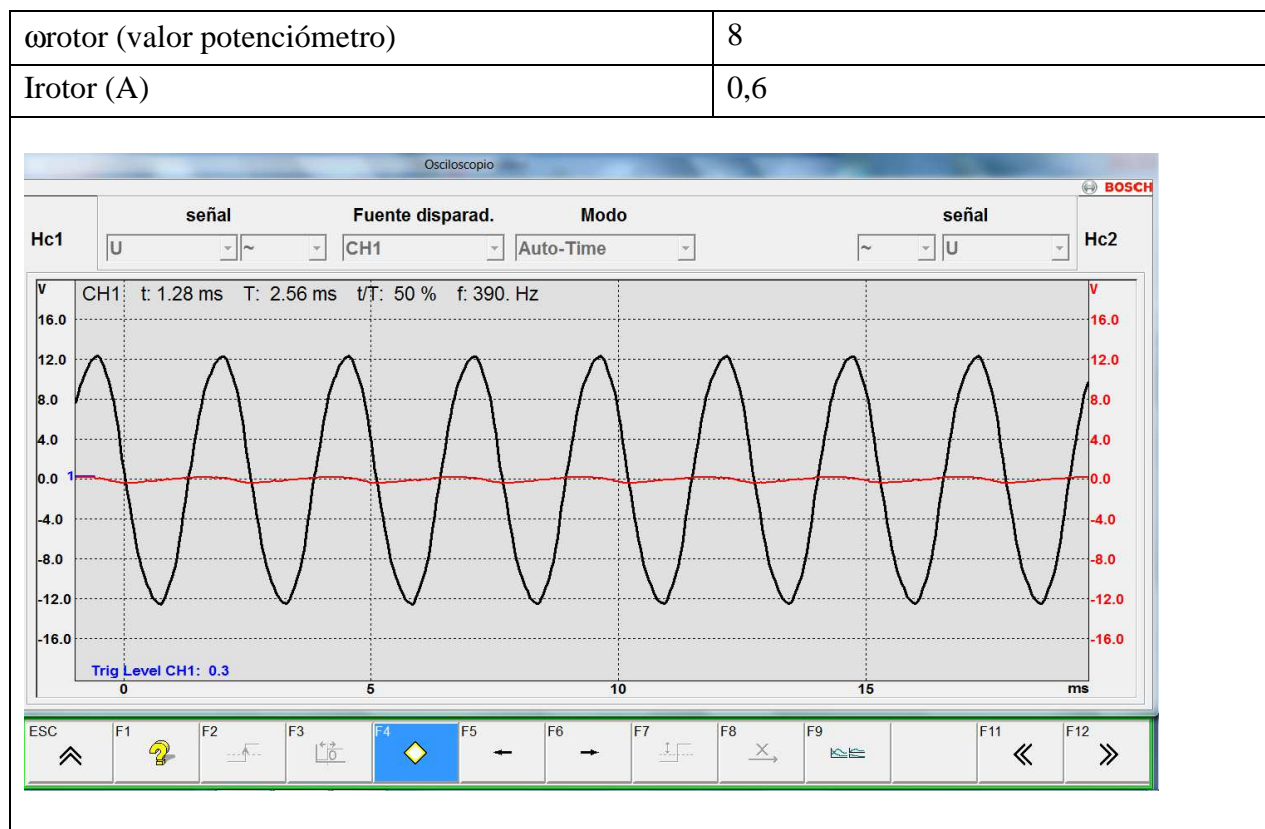 ωrotor (valor potenciómetro) 8
Irotor (A) 0,6
Osciloscopio
BOSCH
señal Fuente disparad. Modo señal
Hc1 U ~ CH1 Auto-Time ~ U Hc2
V CH1 t: 1.28 ms T: 2.56 ms t/T: 50 % f: 390. Hz V
16.0 16.0
12.0 12.0
8.0 8.0
4.0 4.0
0.0 1 0.0
-4.0 -4.0
-8.0 -8.0
-12.0 -12.0
-16.0 -16.0
Trig Level CH1: 0.3
0 5 10 15 ms
ESC F1 F2 F3 F4 F5 F6 F7 F8 F9 F11 F12